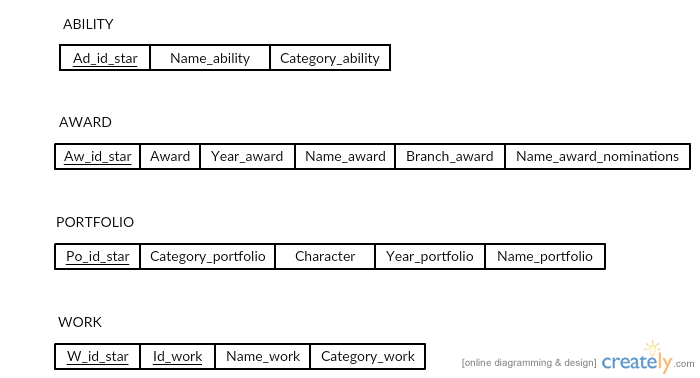 ABILITY
Ad_id_star Name_ability Category_ability
AWARD
Aw_id_star Award Year_award Name_award Branch_award Name_award_nominations
PORTFOLIO
Po_id_star Category_portfolio Character Year_portfolio Name_portfolio
WORK
W_id_star Id_work Name_work Category_work
[online diagramming & design] creately.com